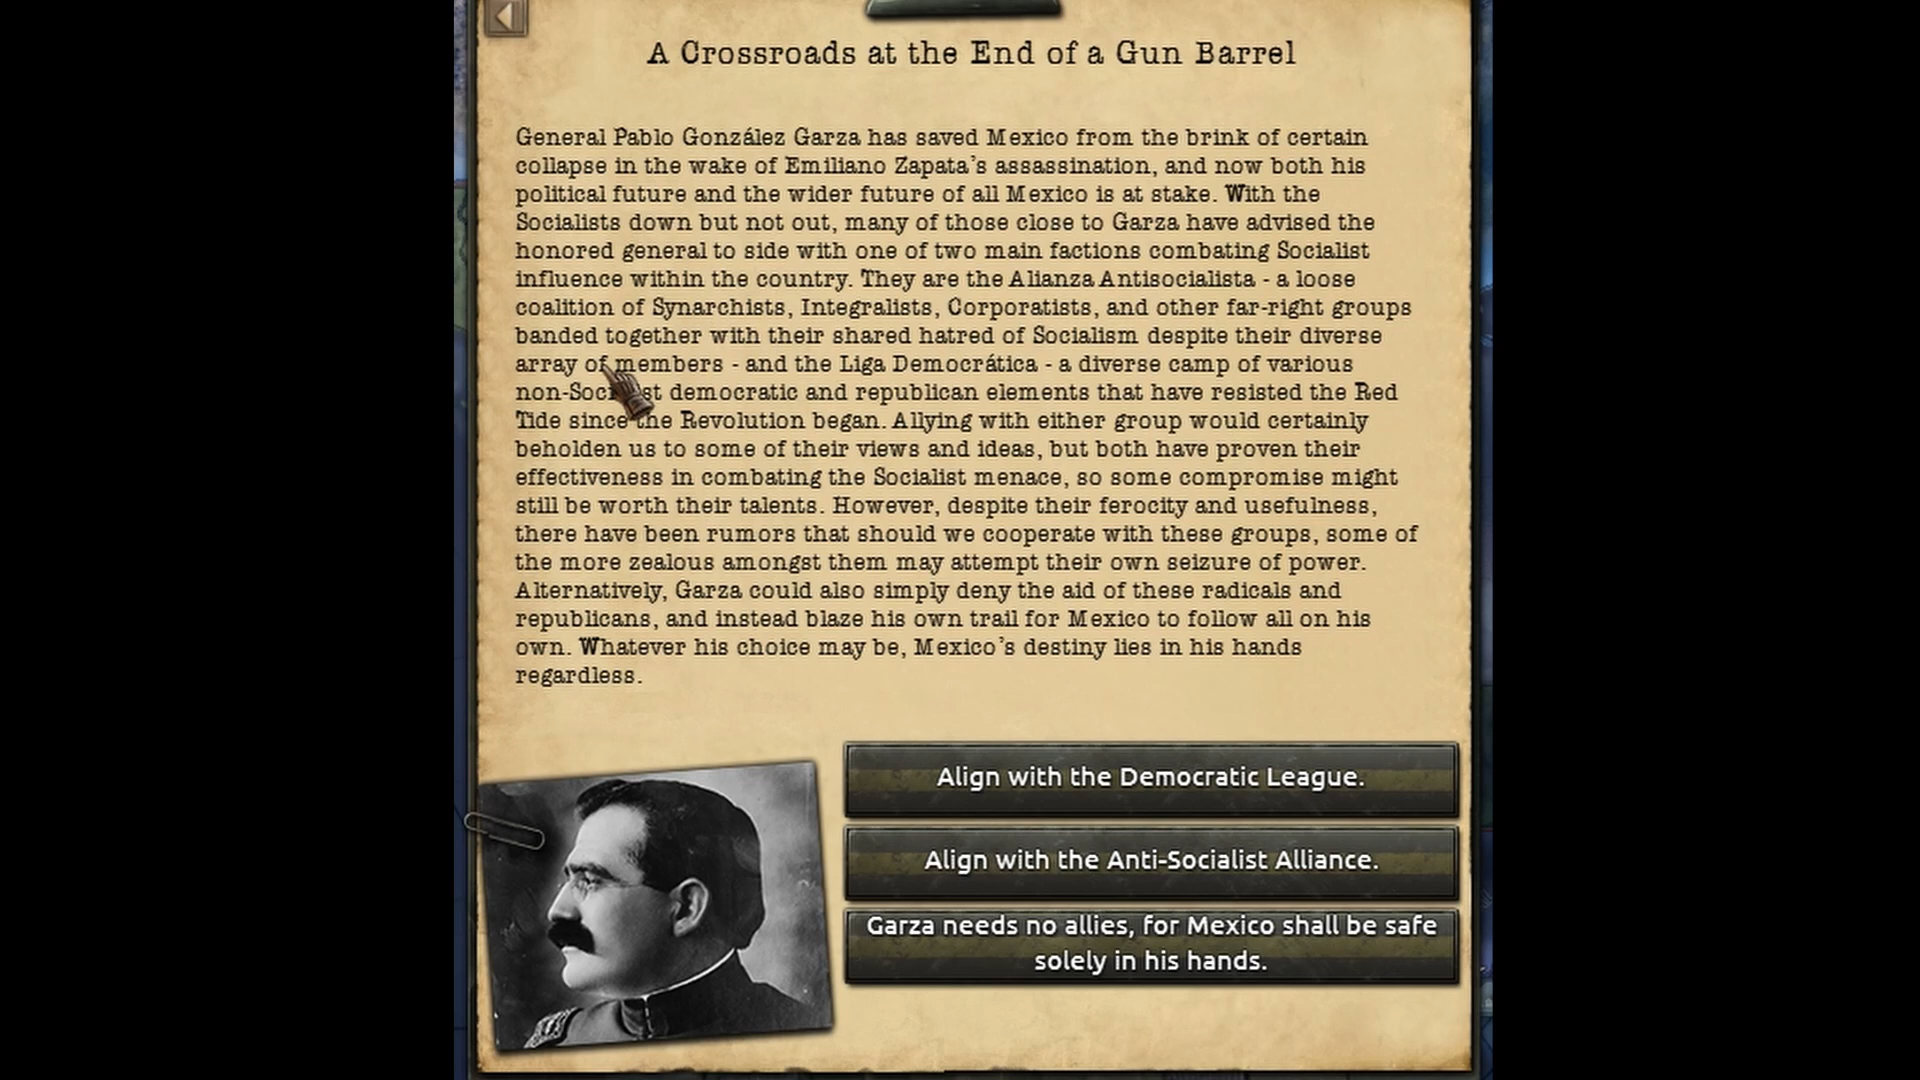 A Crossroads at the End of a Gun Barrel
General Pablo González Garza has saved Mexico from the brink of certain
collapse in the wake of Emiliano Zapata's assassination, and now both his
political future and the wider future of all Mexico is at stake. With the
Socialists down but not out, many of those close to Garza have advised the
honored general to side with one of two main factions combating Socialist
influence within the country. They are the Alianza Antisocialista - a loose
coalition of Synarchists, Integralists, Corporatists, and other far-right groups
banded together with their shared hatred of Socialism despite their diverse
array of members - and the Liga Democrática - a diverse camp of various
non-Socialist democratic and republican elements that have resisted the Red
Tide since the Revolution began. Allying with either group would certainly
beholden us to some of their views and ideas, but both have proven their
effectiveness in combating the Socialist menace, so some compromise might
still be worth their talents. However, despite their ferocity and usefulness,
there have been rumors that should we cooperate with these groups, some of
the more zealous amongst them may attempt their own seizure of power.
Alternatively, Garza could also simply deny the aid of these radicals and
republicans, and instead blaze his own trail for Mexico to follow all on his
own. Whatever his choice may be, Mexico's destiny lies in his hands
regardless.
Align with the Democratic League.
Align with the Anti-Socialist Alliance.
Garza needs no allies, for Mexico shall be safe
solely in his hands.